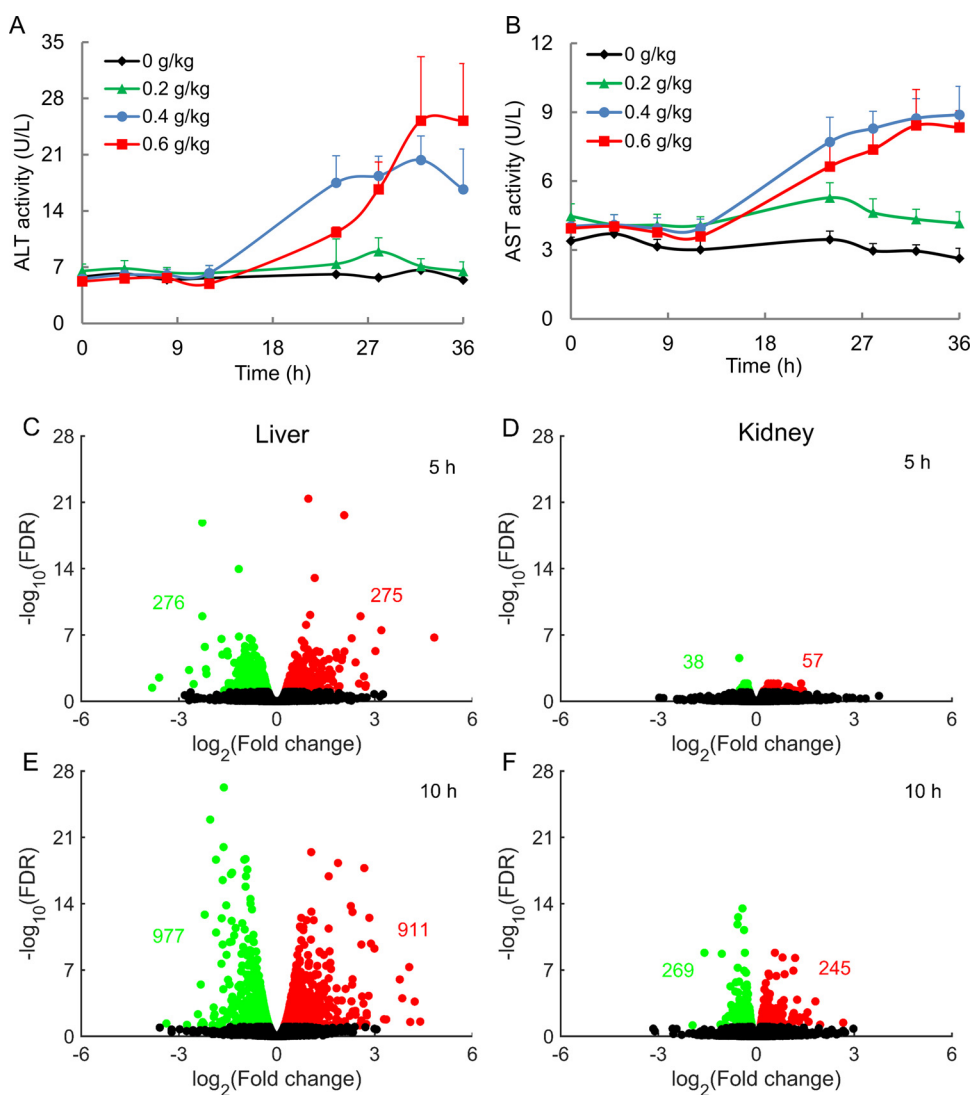 A
B
35
28
21
14
7
0
ALT activity (U/L)
0 g/kg
0.2 g/kg
0.4 g/kg
0.6 g/kg
0 9 18 27 36
Time (h)
12
9
6
3
0
AST activity (U/L)
0 g/kg
0.2 g/kg
0.4 g/kg
0.6 g/kg
0 9 18 27 36
Time (h)
C
Liver
5 h
28
21
14
7
0
-log10(FDR)
276
275
-6 -3 0 3 6
log2(Fold change)
D
Kidney
5 h
28
21
14
7
0
-log10(FDR)
38
57
-6 -3 0 3 6
log2(Fold change)
E
10 h
28
21
14
7
0
-log10(FDR)
977
911
-6 -3 0 3 6
log2(Fold change)
F
10 h
28
21
14
7
0
-log10(FDR)
269
245
-6 -3 0 3 6
log2(Fold change)